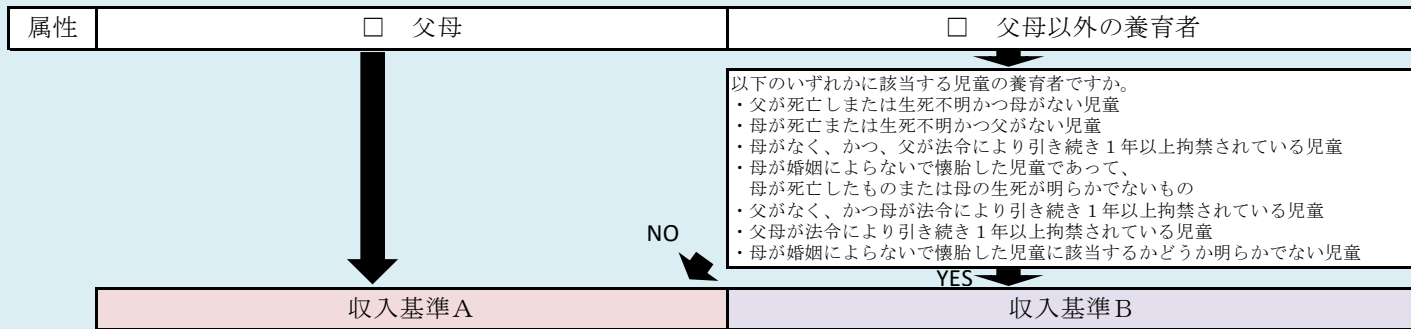 属性
□ 父母
□ 父母以外の養育者
以下のいずれかに該当する児童の養育者ですか。
・父が死亡しまたは生死不明かつ母がない児童
・母が死亡または生死不明かつ父がない児童
・母がなく、かつ、父が法令により引き続き１年以上拘禁されている児童
・母が婚姻によらないで懐胎した児童であって、
母が死亡したものまたは母の生死が明らかでないもの
・父がなく、かつ母が法令により引き続き１年以上拘禁されている児童
・父母が法令により引き続き１年以上拘禁されている児童
・母が婚姻によらないで懐胎した児童に該当するかどうか明らかでない児童
NO
YES
収入基準A
収入基準B